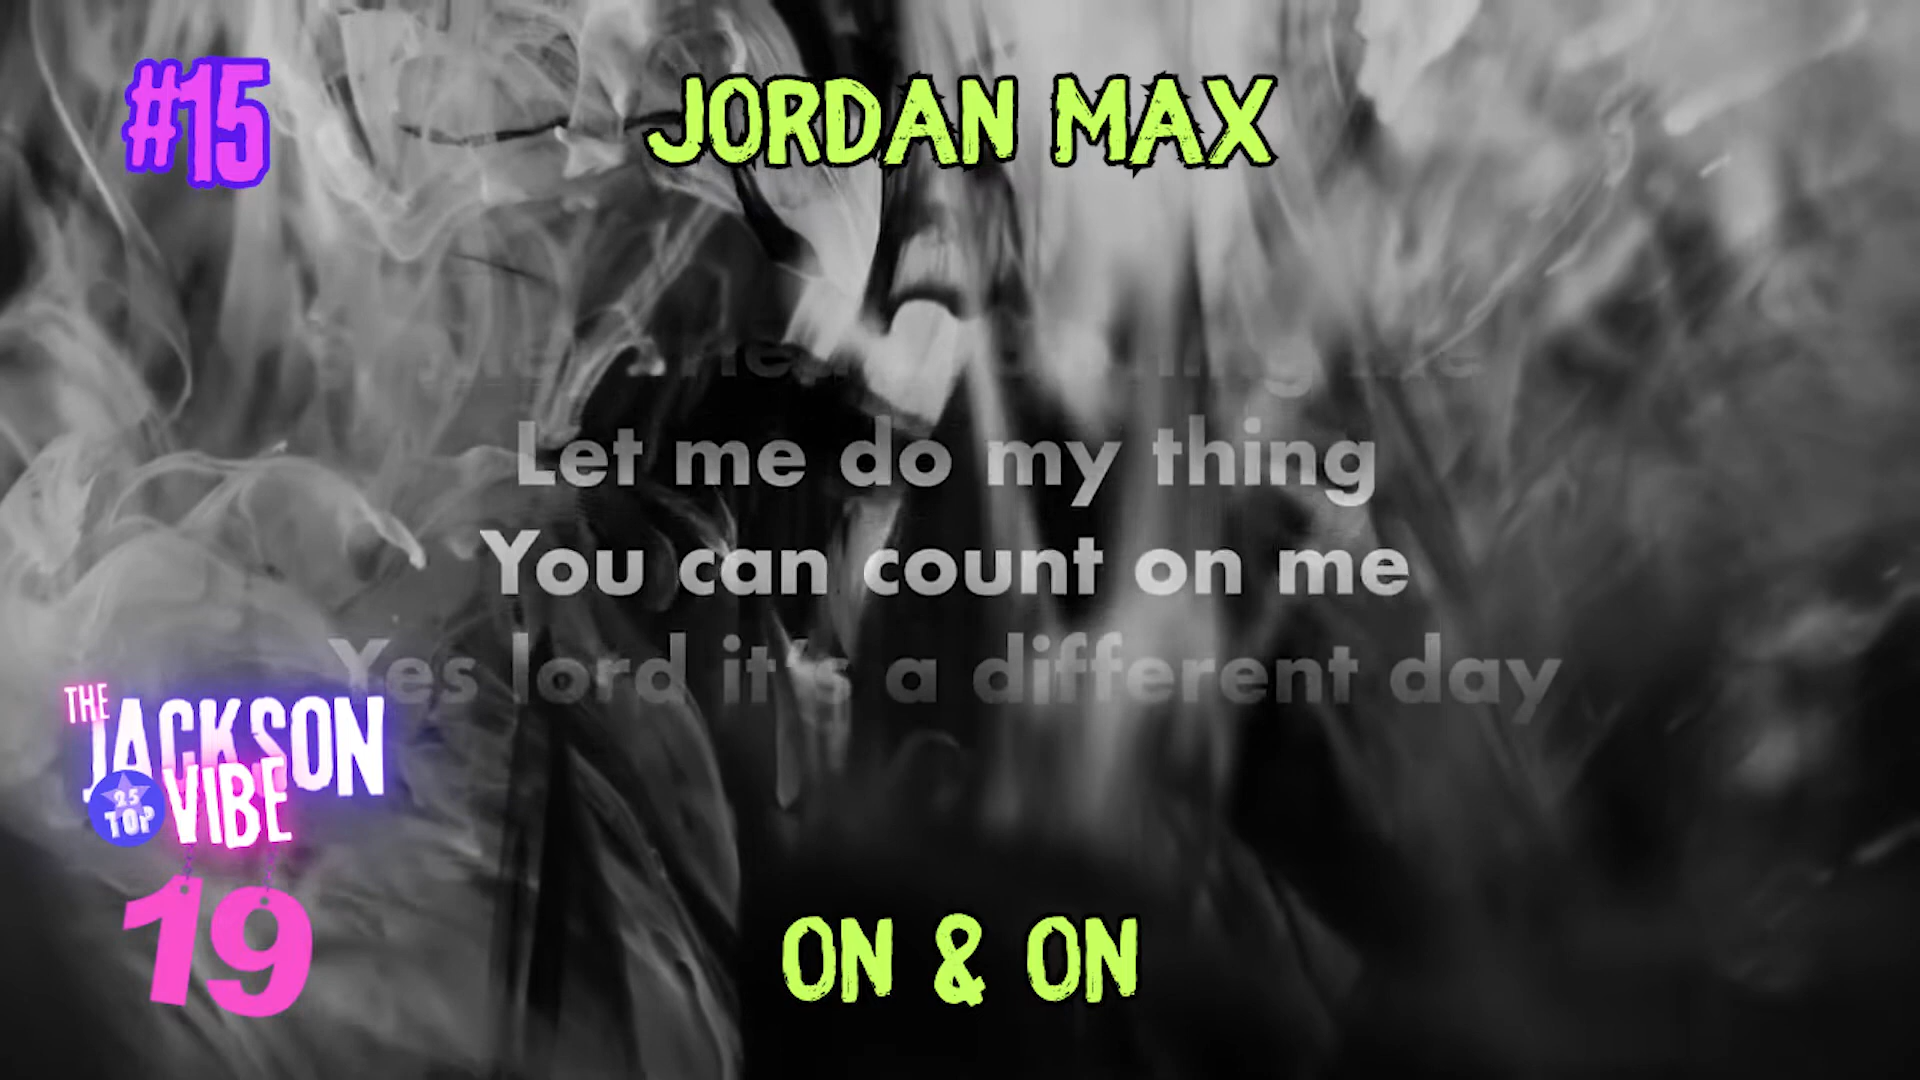 #15
JORDAN MAX
Let me do my thing
You can count on me
Yes lord it's a different day
THE
JACKSON
VIBE
25
TOP
19
ON & ON